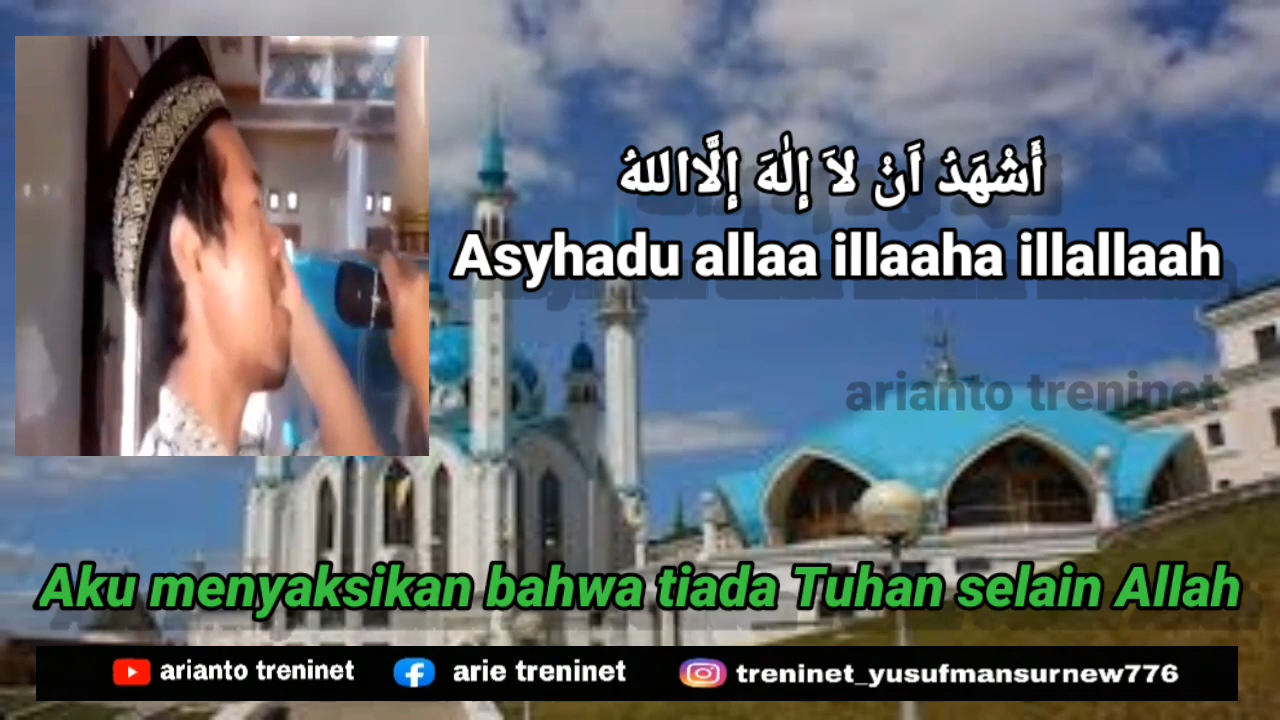 أَشْهَدُ اَنْ لاَ إِلٰهَ إِلَّاالله
Asyhadu allaa illaaha illallaah
arianto treninet
Aku menyaksikan bahwa tiada Tuhan selain Allah
arianto treninet arie treninet treninet_yusufmansurnew776